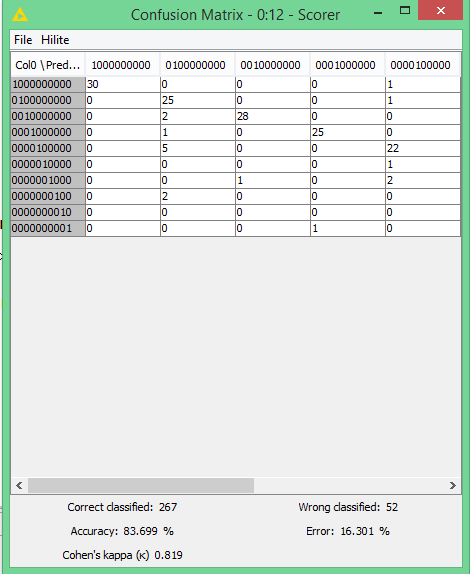 Confusion Matrix - 0:12 - Scorer
File Hilite
Col0 \Pred... 1000000000 0100000000 0010000000 0001000000 0000100000
1000000000 30 0 0 0 1
0100000000 0 25 0 0 1
0010000000 0 2 28 0 0
0001000000 0 1 0 25 0
0000100000 0 5 0 0 22
0000010000 0 0 0 0 1
0000001000 0 0 1 0 2
0000000100 0 2 0 0 0
0000000010 0 0 0 0 0
0000000001 0 0 0 1 0
Correct classified: 267 Wrong classified: 52
Accuracy: 83.699 % Error: 16.301 %
Cohen's kappa (κ) 0.819